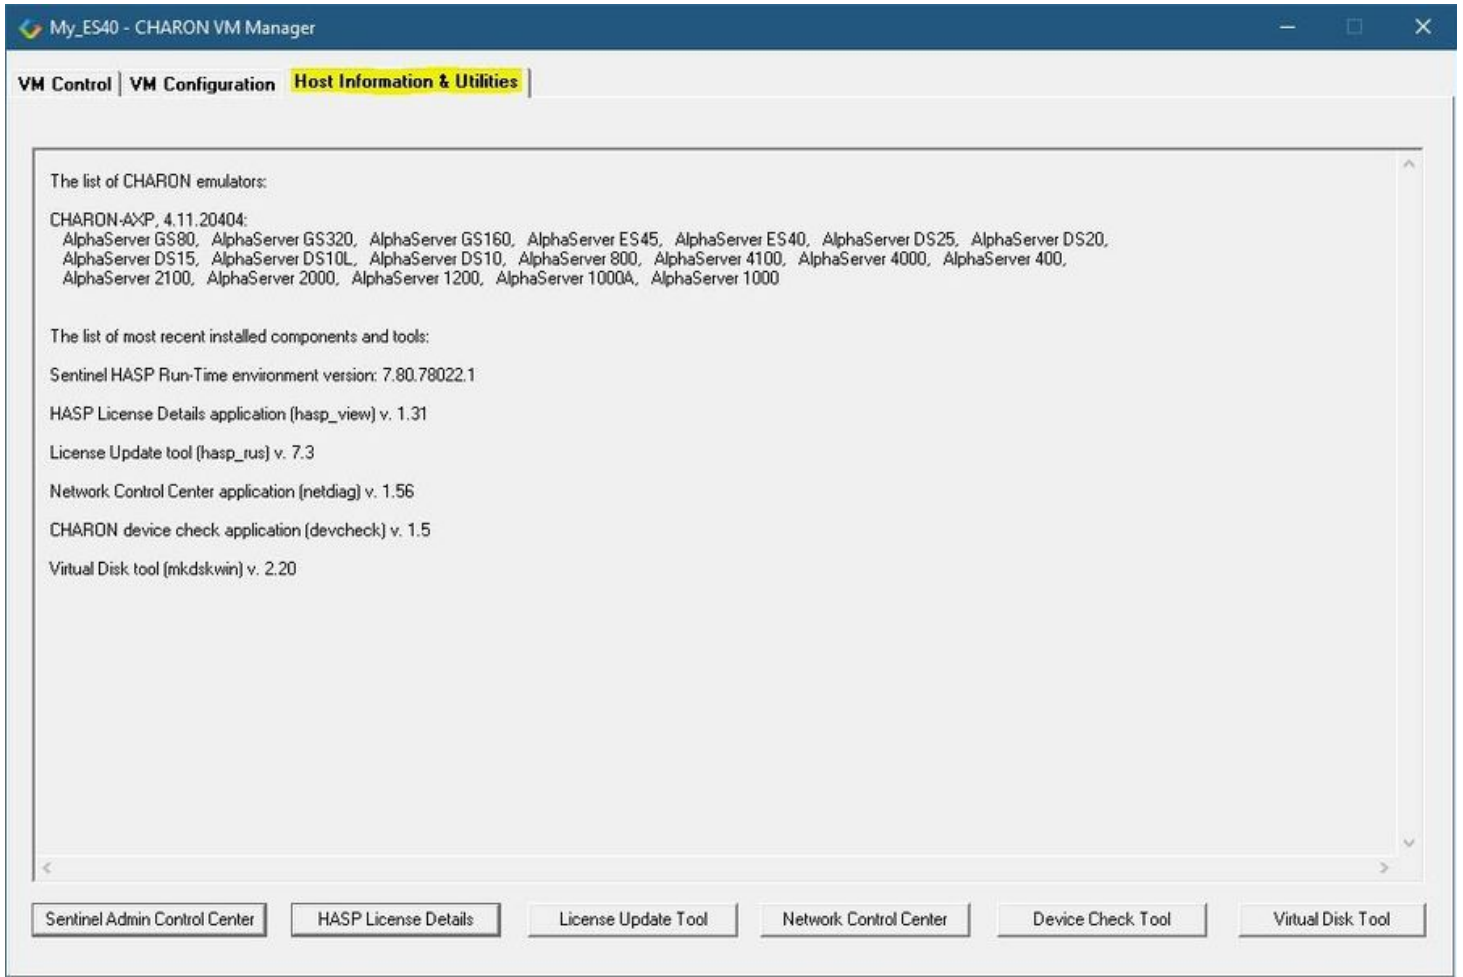 My_ES40 - CHARON VM Manager
VM Control VM Configuration Host Information & Utilities
The list of CHARON emulators:
CHARON-AXP, 4.11.20404:
AlphaServer GS80, AlphaServer GS320, AlphaServer GS160, AlphaServer ES45, AlphaServer ES40, AlphaServer DS25, AlphaServer DS20,
AlphaServer DS15, AlphaServer DS10L, AlphaServer DS10, AlphaServer 800, AlphaServer 4100, AlphaServer 4000, AlphaServer 400,
AlphaServer 2100, AlphaServer 2000, AlphaServer 1200, AlphaServer 1000A, AlphaServer 1000
The list of most recent installed components and tools:
Sentinel HASP Run-Time environment version: 7.80.78022.1
HASP License Details application (hasp_view) v. 1.31
License Update tool (hasp_rus) v. 7.3
Network Control Center application (netdiag) v. 1.56
CHARON device check application (devcheck) v. 1.5
Virtual Disk tool (mkdskwin) v. 2.20
Sentinel Admin Control Center HASP License Details License Update Tool Network Control Center Device Check Tool Virtual Disk Tool